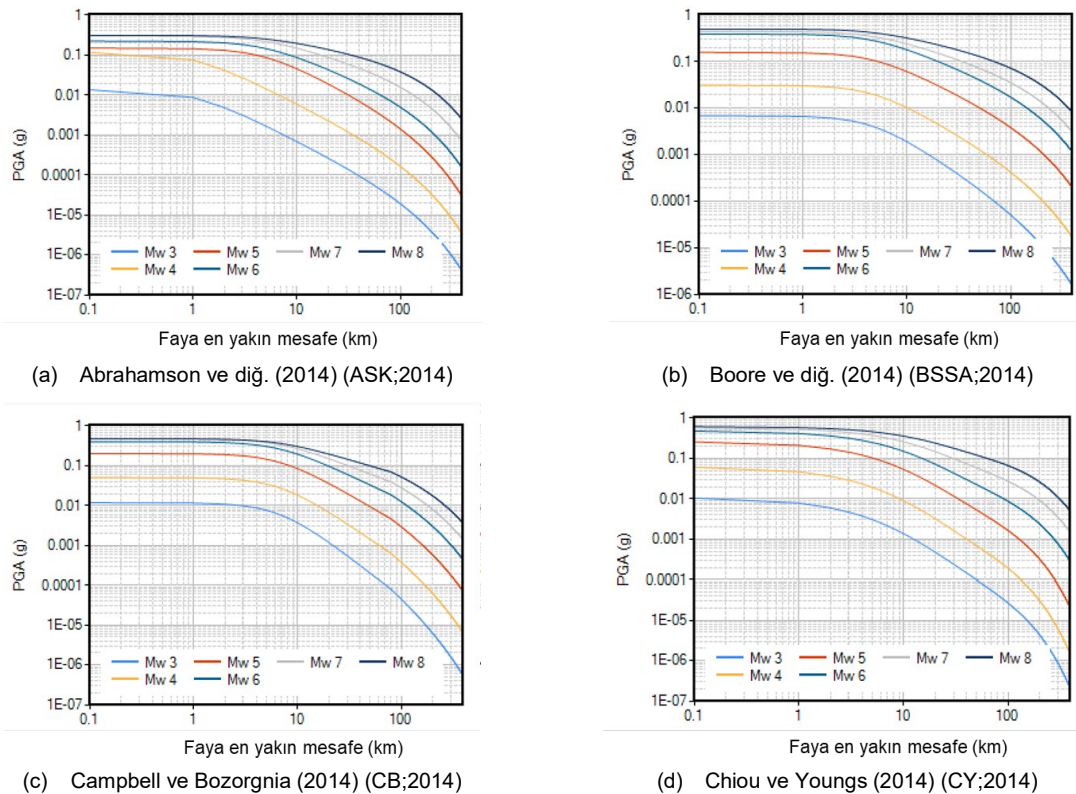 1
0.1
0.01
0.001
0.0001
1E-05
1E-06
1E-07
PGA (g)
Mw 3 Mw 5 Mw 7 Mw 8
Mw 4 Mw 6
0.1 1 10 100
Faya en yakın mesafe (km)
(a) Abrahamson ve diğ. (2014) (ASK;2014)
1
0.1
0.01
0.001
0.0001
1E-05
1E-06
PGA (g)
Mw 3 Mw 5 Mw 7 Mw 8
Mw 4 Mw 6
0.1 1 10 100
Faya en yakın mesafe (km)
(b) Boore ve diğ. (2014) (BSSA;2014)
1
0.1
0.01
0.001
0.0001
1E-05
1E-06
1E-07
PGA (g)
Mw 3 Mw 5 Mw 7 Mw 8
Mw 4 Mw 6
0.1 1 10 100
Faya en yakın mesafe (km)
(c) Campbell ve Bozorgnia (2014) (CB;2014)
1
0.1
0.01
0.001
0.0001
1E-05
1E-06
1E-07
PGA (g)
Mw 3 Mw 5 Mw 7 Mw 8
Mw 4 Mw 6
0.1 1 10 100
Faya en yakın mesafe (km)
(d) Chiou ve Youngs (2014) (CY;2014)